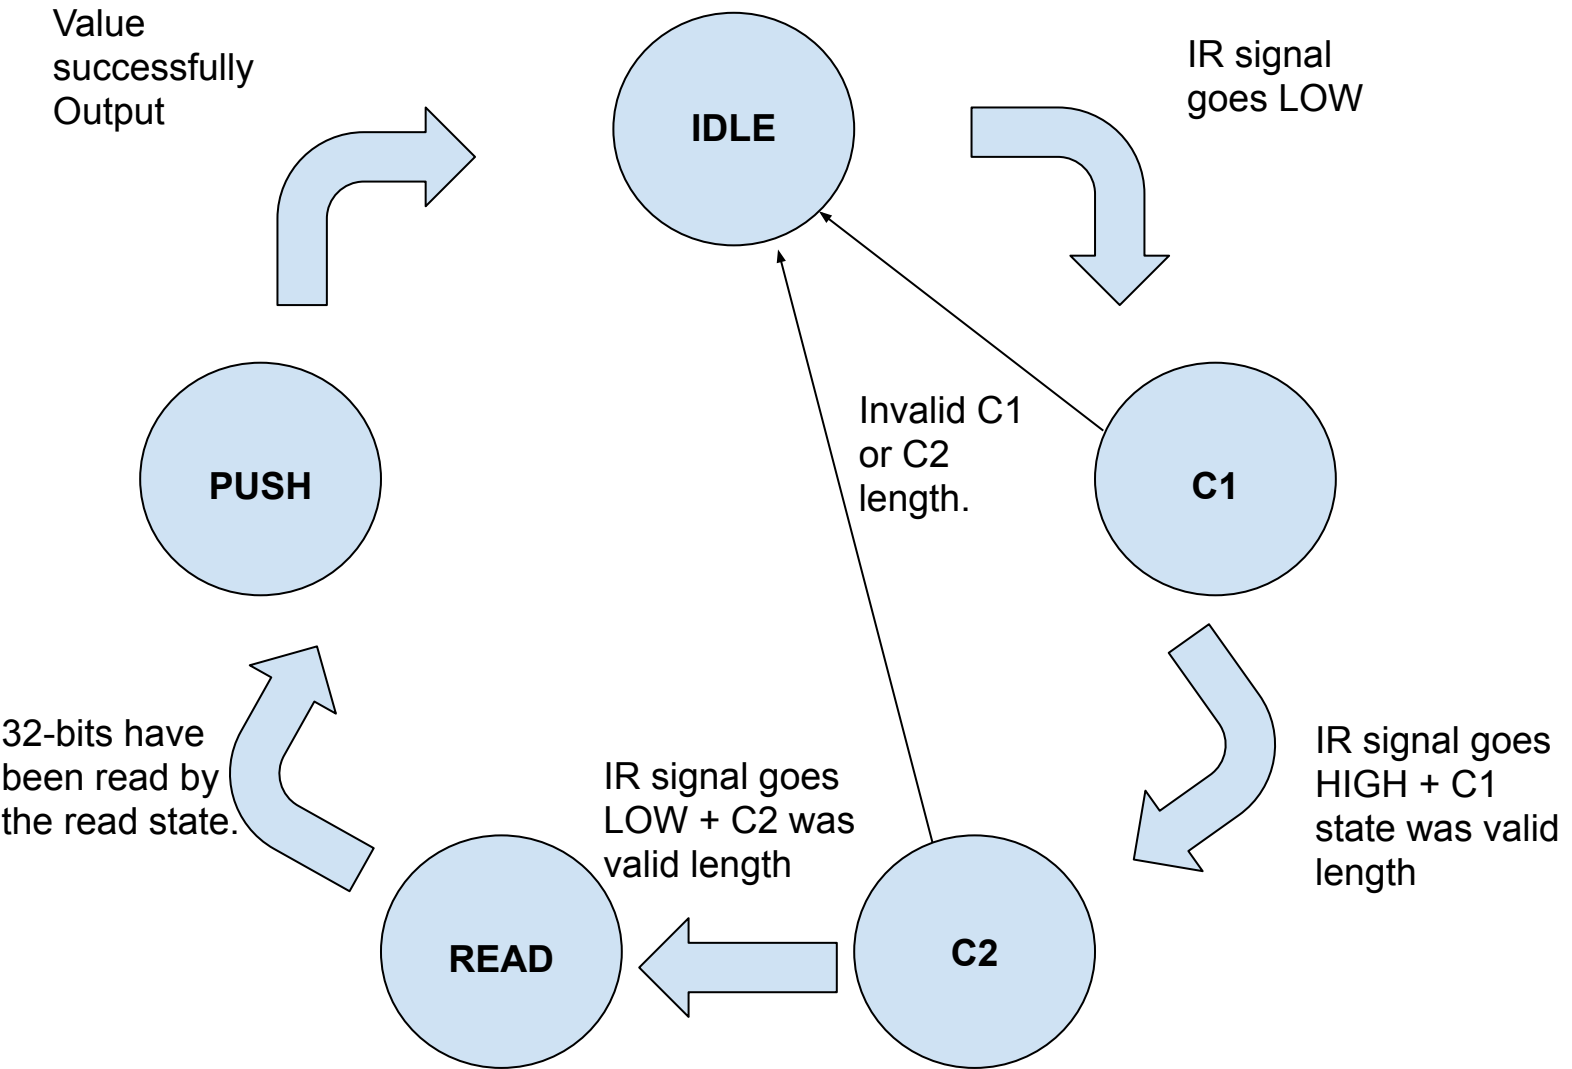 Value
successfully
Output
IDLE
IR signal
goes LOW
Invalid C1
or C2
length.
PUSH
C1
32-bits have
been read by
the read state.
IR signal goes
LOW + C2 was
valid length
IR signal goes
HIGH + C1
state was valid
length
READ
C2